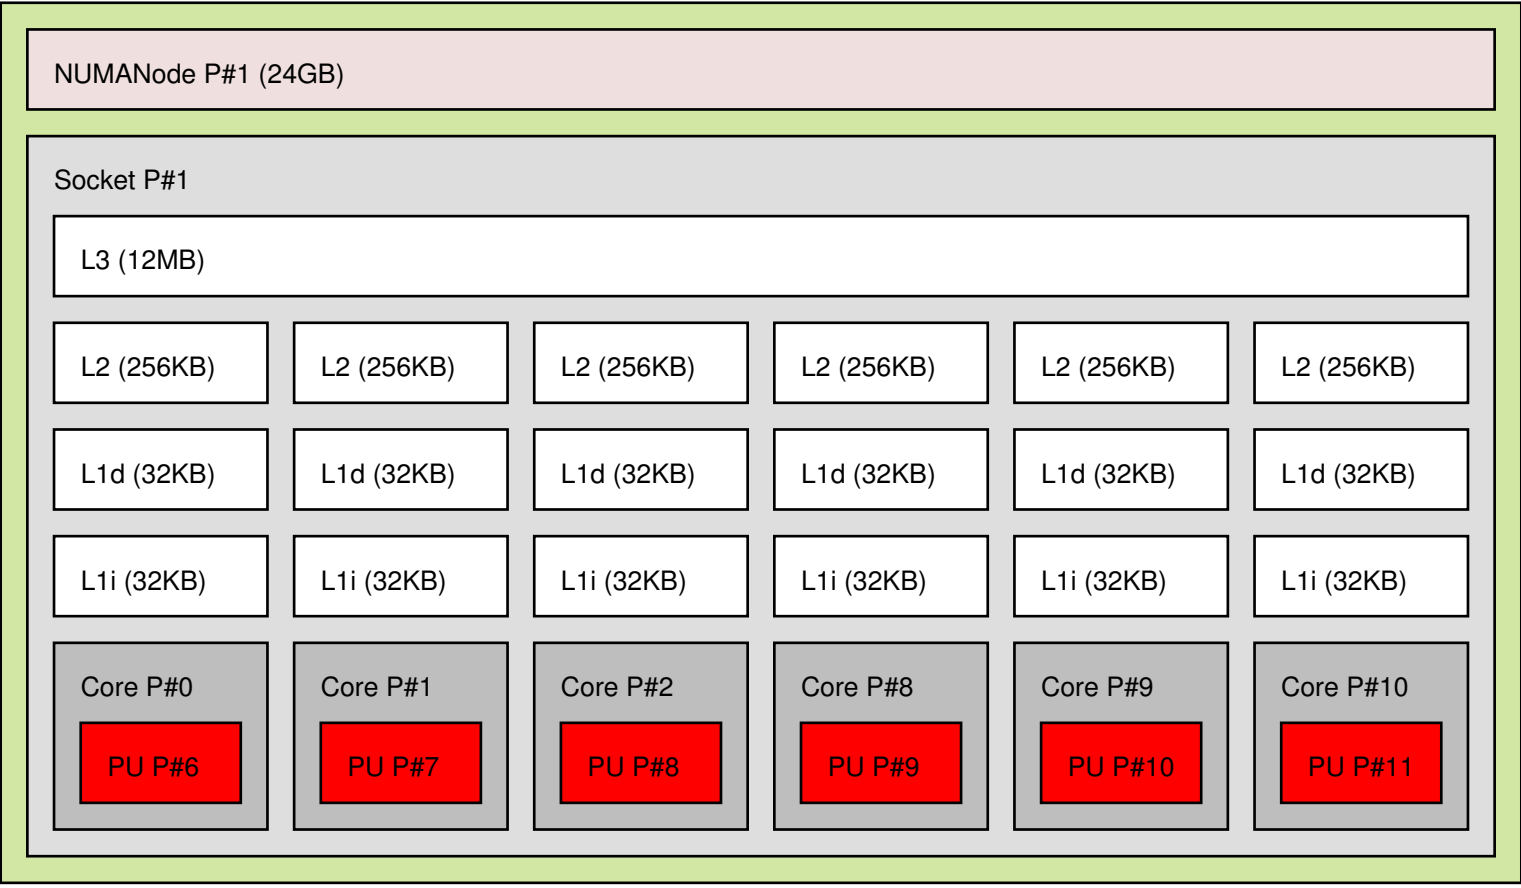 NUMANode P#1 (24GB)
Socket P#1
L3 (12MB)
L2 (256KB) L2 (256KB) L2 (256KB) L2 (256KB) L2 (256KB) L2 (256KB)
L1d (32KB) L1d (32KB) L1d (32KB) L1d (32KB) L1d (32KB) L1d (32KB)
L1i (32KB) L1i (32KB) L1i (32KB) L1i (32KB) L1i (32KB) L1i (32KB)
Core P#0 Core P#1 Core P#2 Core P#8 Core P#9 Core P#10
PU P#6 PU P#7 PU P#8 PU P#9 PU P#10 PU P#11